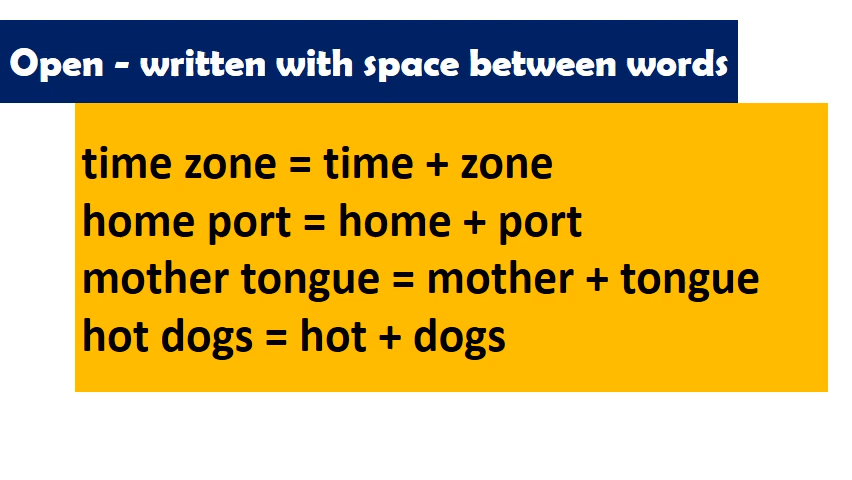 Open - written with space between words
time zone = time + zone
home port = home + port
mother tongue = mother + tongue
hot dogs = hot + dogs